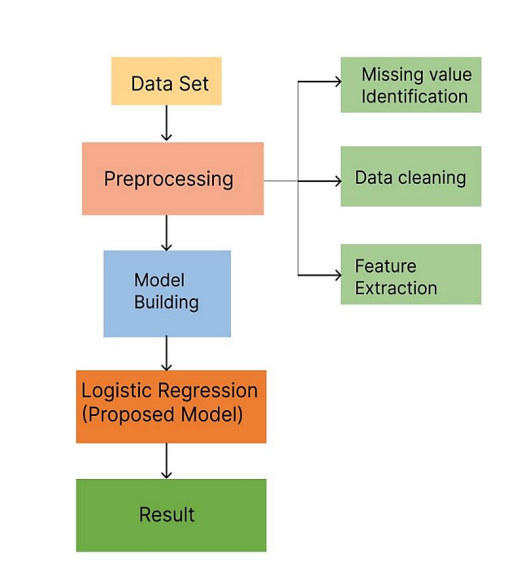 Data Set
Missing value
Identification
Preprocessing
Data cleaning
Model
Building
Feature
Extraction
Logistic Regression
(Proposed Model)
Result